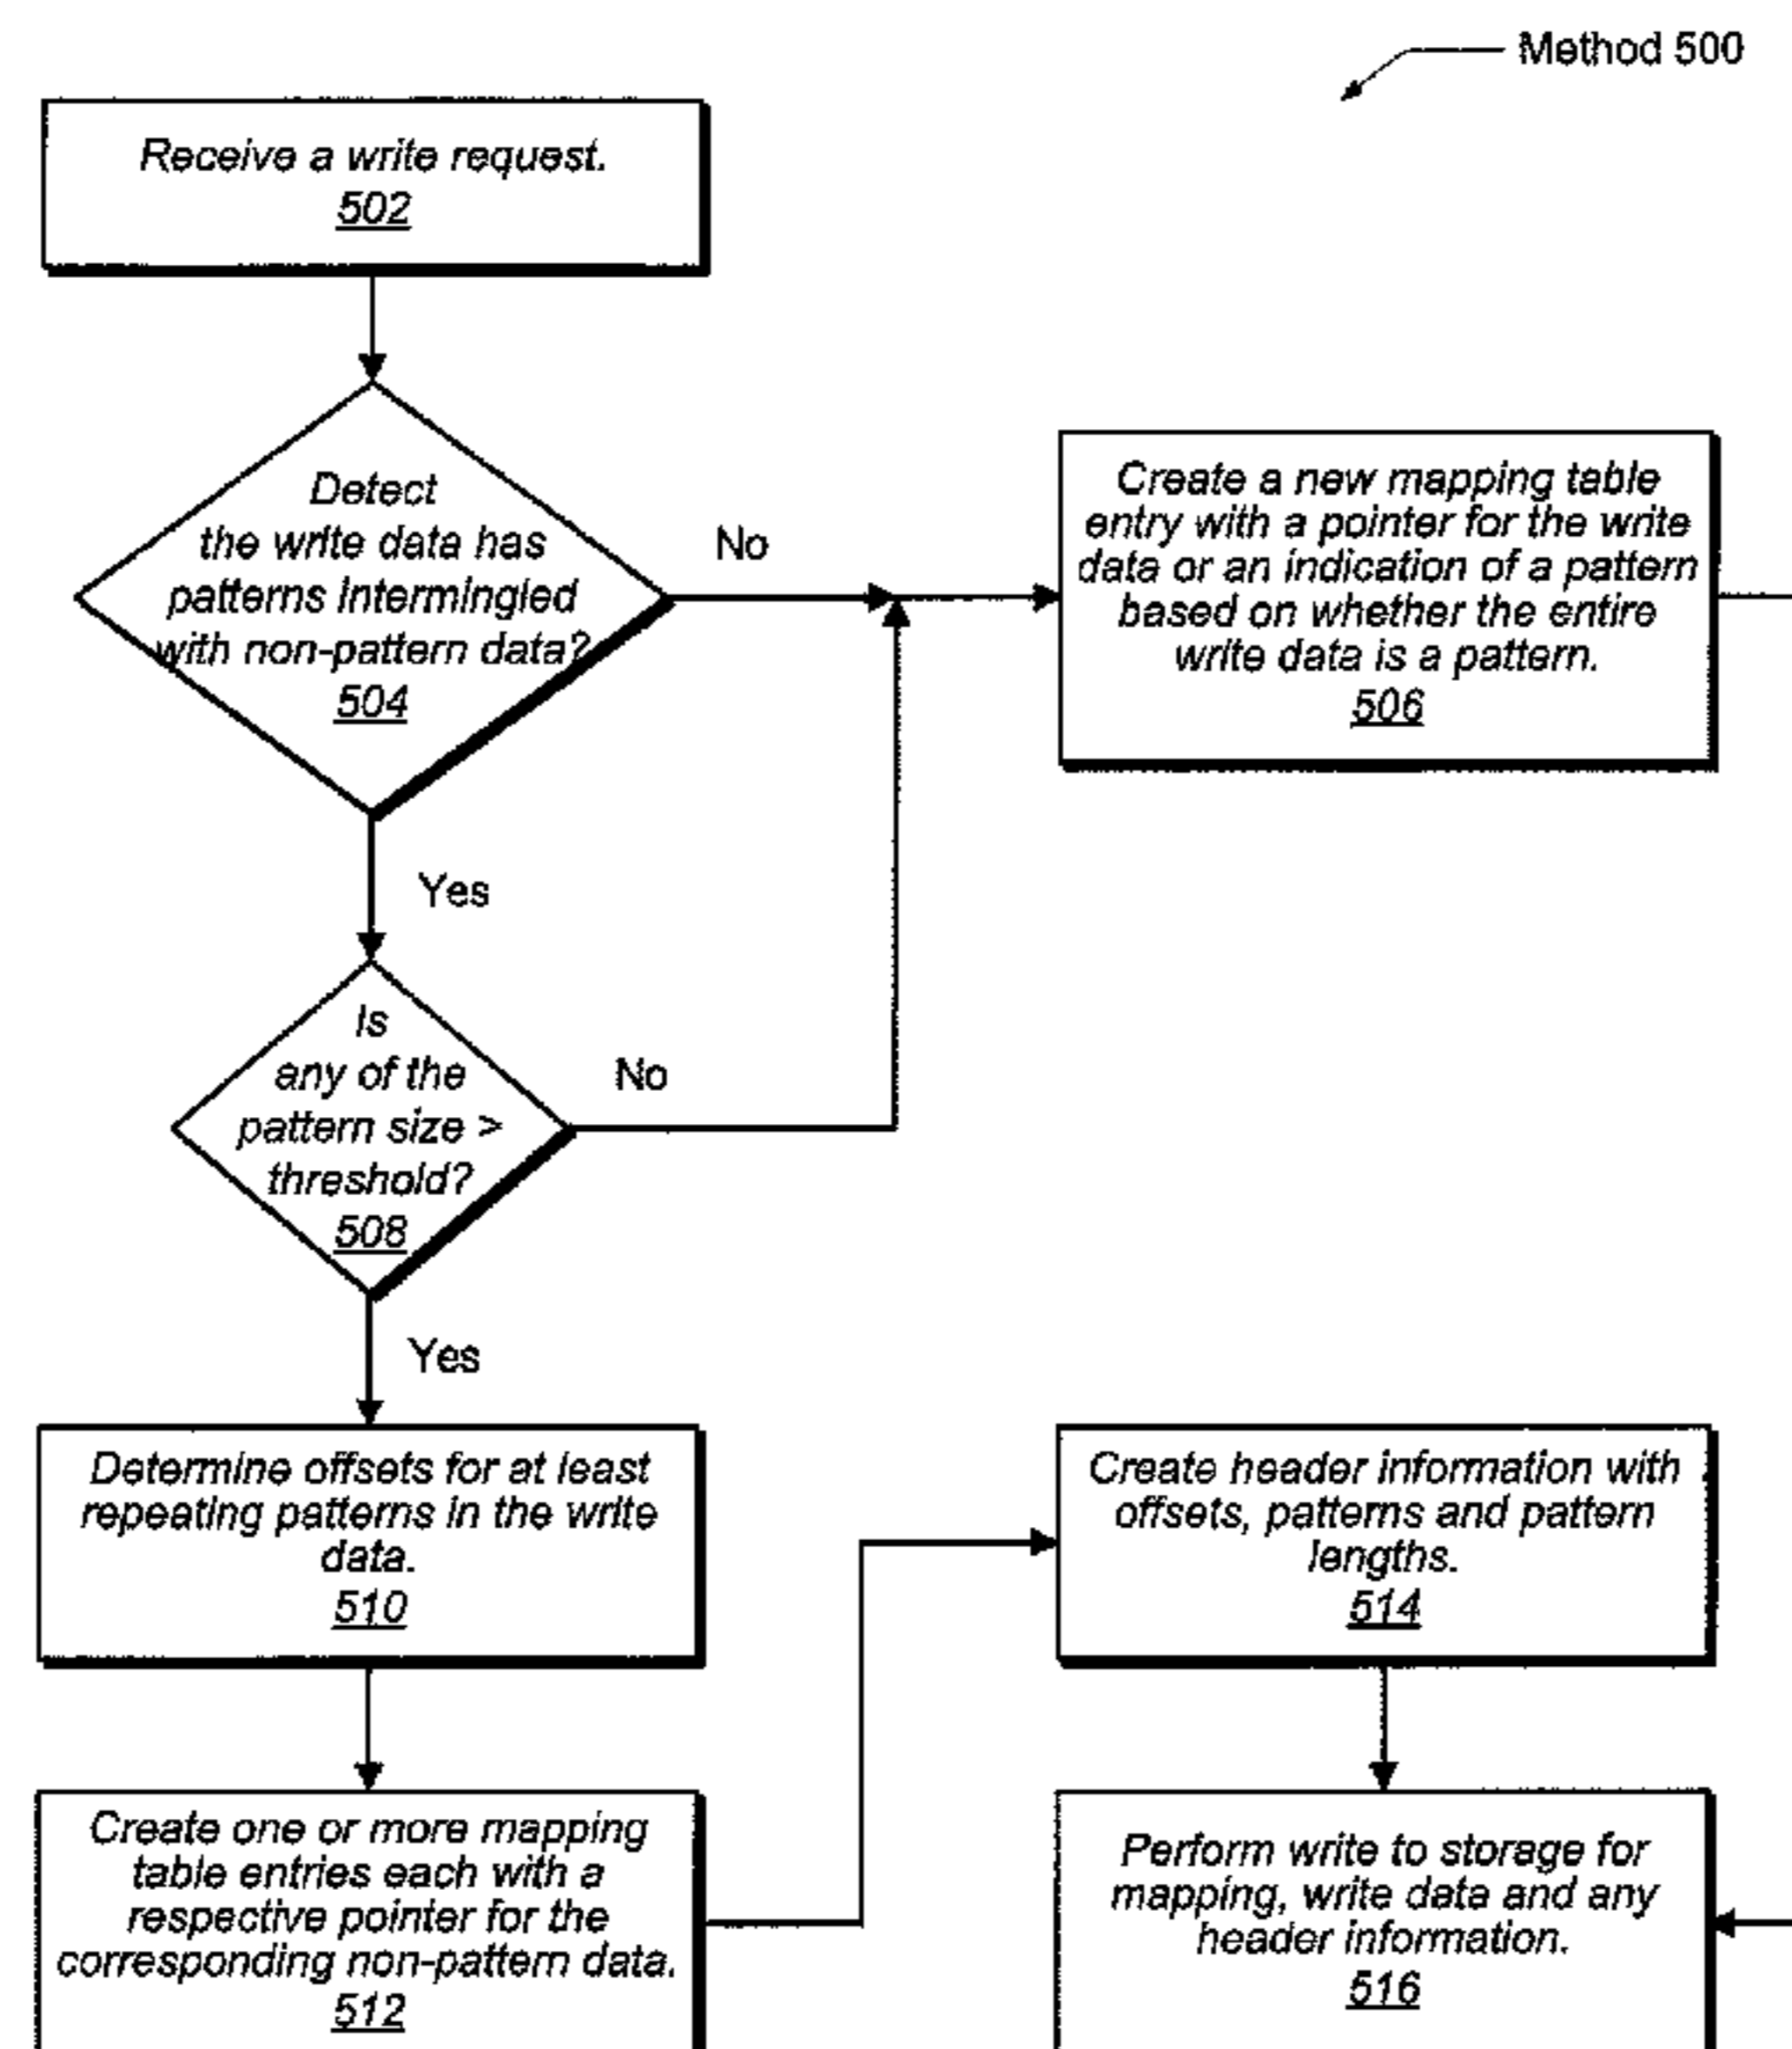 Method 500
Receive a write request.
502
Detect
the write data has
patterns Intermingled
with non-pattern data?
504
No
Create a new mapping table
entry with a pointer for the write
data or an indication of a pattern
based on whether the entire
write data is a pattern.
506
Yes
Is
any of the
pattern size >
threshold?
508
No
Yes
Determine offsets for at least
repeating patterns in the write
data.
510
Create header information with
offsets, patterns and pattern
lengths.
514
Create one or more mapping
table entries each with a
respective pointer for the
corresponding non-pattern data.
512
Perform write to storage for
mapping, write data and any
header information.
516